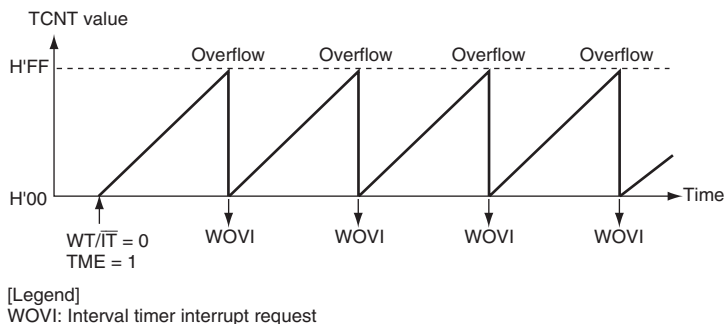 TCNT value
H'FF
Overflow Overflow Overflow Overflow
H'00
Time
WT/I̅T̅ = 0
TME = 1
WOVI WOVI WOVI WOVI
[Legend]
WOVI: Interval timer interrupt request